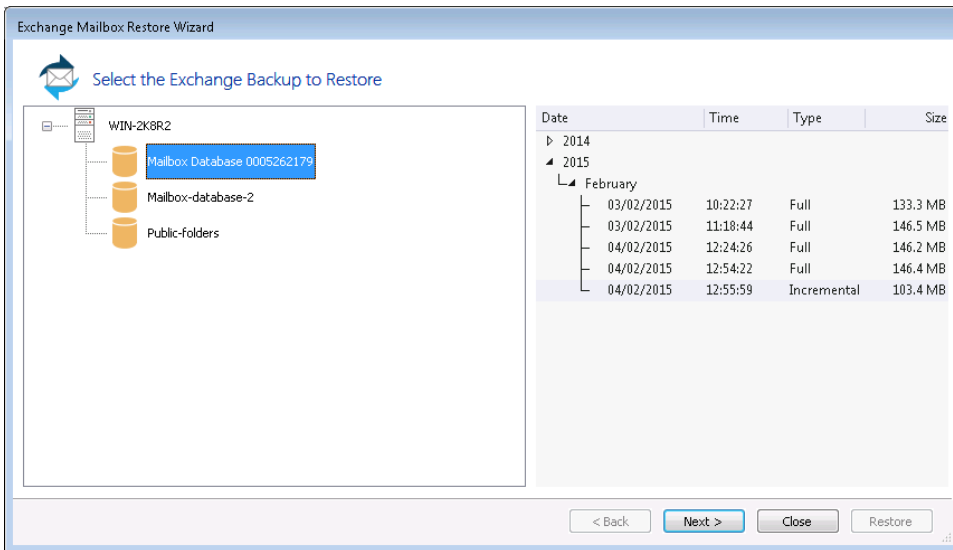 Exchange Mailbox Restore Wizard
Select the Exchange Backup to Restore
WIN-2K8R2
Mailbox Database 0005262179
Mailbox-database-2
Public-folders
Date Time Type Size
2014
2015
February
03/02/2015 10:22:27 Full 133.3 MB
03/02/2015 11:18:44 Full 146.5 MB
04/02/2015 12:24:26 Full 146.2 MB
04/02/2015 12:54:22 Full 146.4 MB
04/02/2015 12:55:59 Incremental 103.4 MB
< Back Next > Close Restore